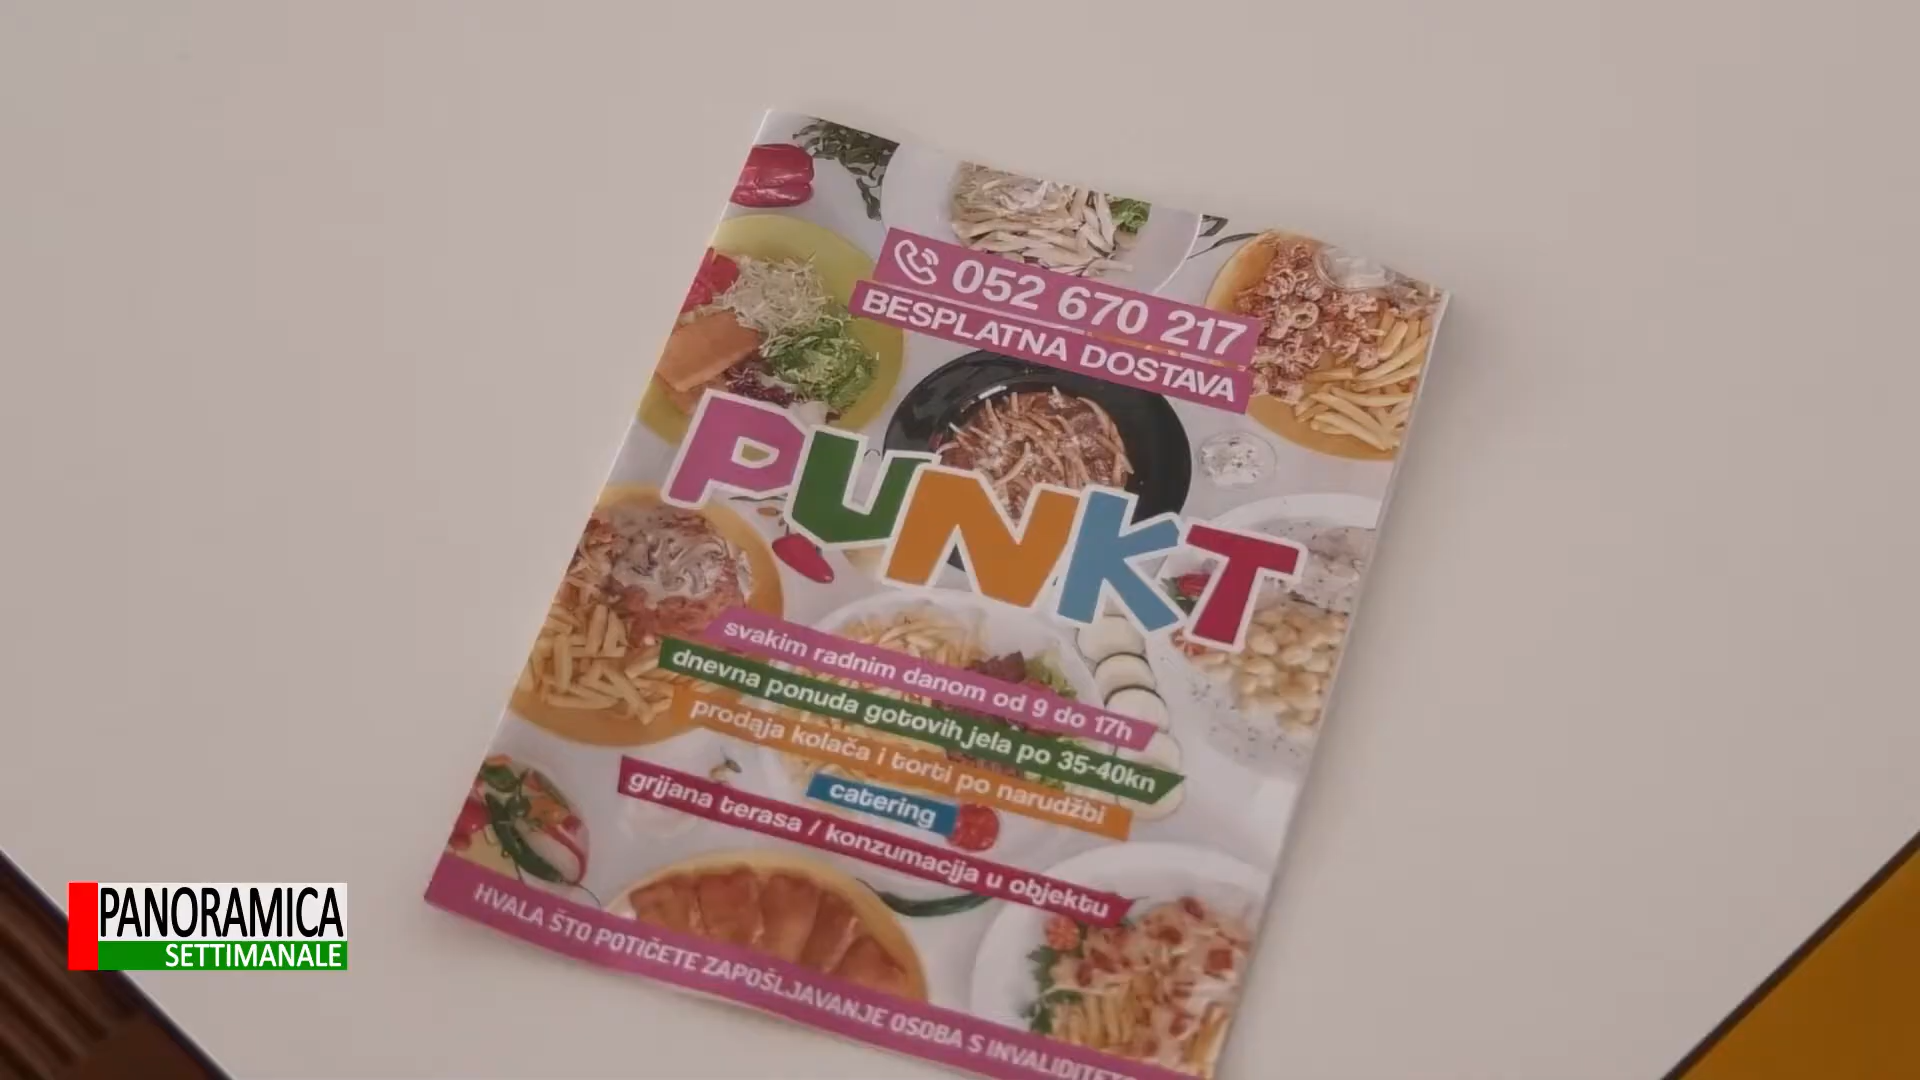 052 670 217
BESPLATNA DOSTAVA
PUNKT
svakim radnim danom od 9 do 17h
dnevna ponuda gotovih jela po 35-40kn
prodaja kolača i torti po narudžbi
catering
grijana terasa / konzumacija u objektu
HVALA ŠTO POTIČETE ZAPOŠLJAVANJE OSOBA S
PANORAMICA
SETTIMANALE